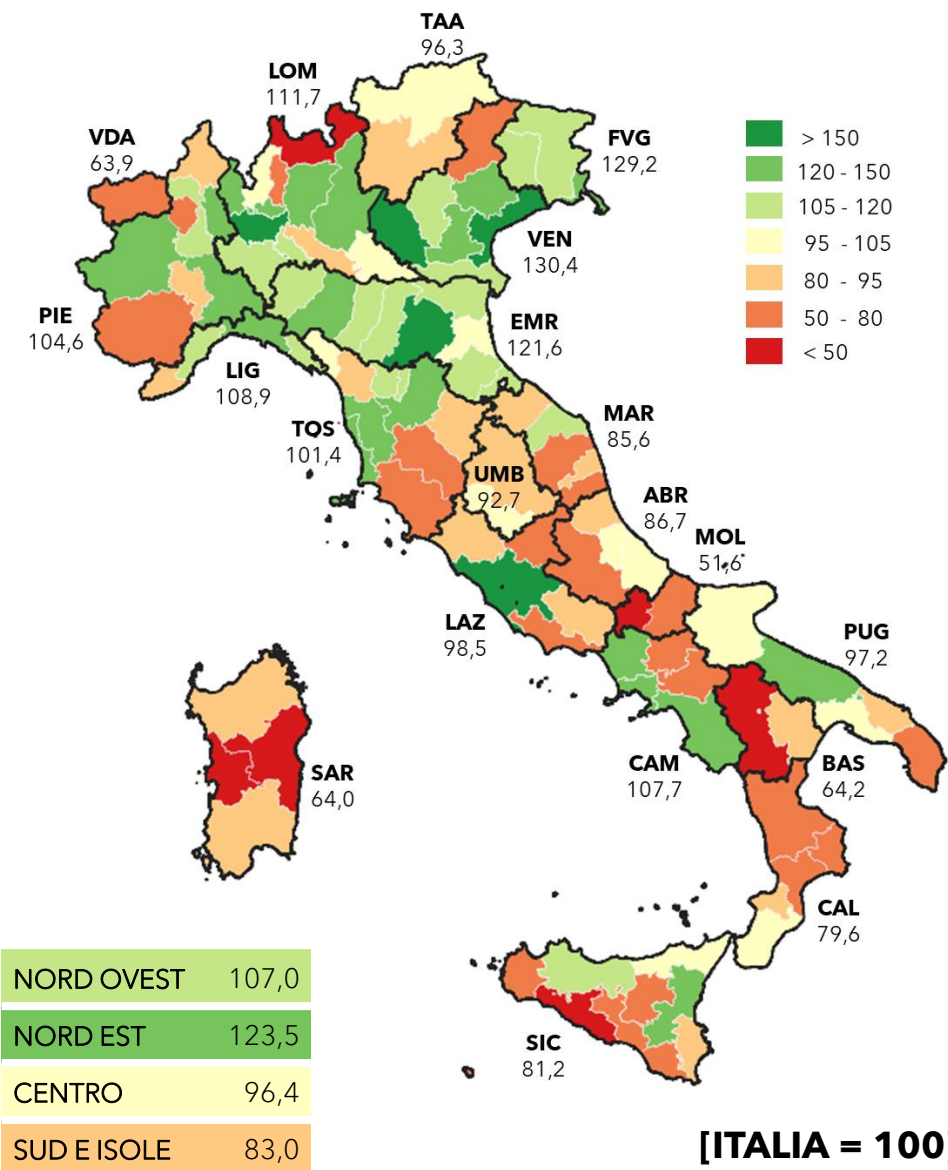 TAA
96,3
LOM
111,7
VDA
63,9
FVG
129,2
> 150
120 - 150
105 - 120
95 - 105
80 - 95
50 - 80
< 50
VEN
130,4
PIE
104,6
EMR
121,6
LIG
108,9
TOS
101,4
MAR
85,6
UMB
92,7
ABR
86,7
MOL
51,6
LAZ
98,5
PUG
97,2
CAM
107,7
BAS
64,2
SAR
64,0
CAL
79,6
SIC
81,2
NORD OVEST 107,0
NORD EST 123,5
CENTRO 96,4
SUD E ISOLE 83,0
[ITALIA = 100